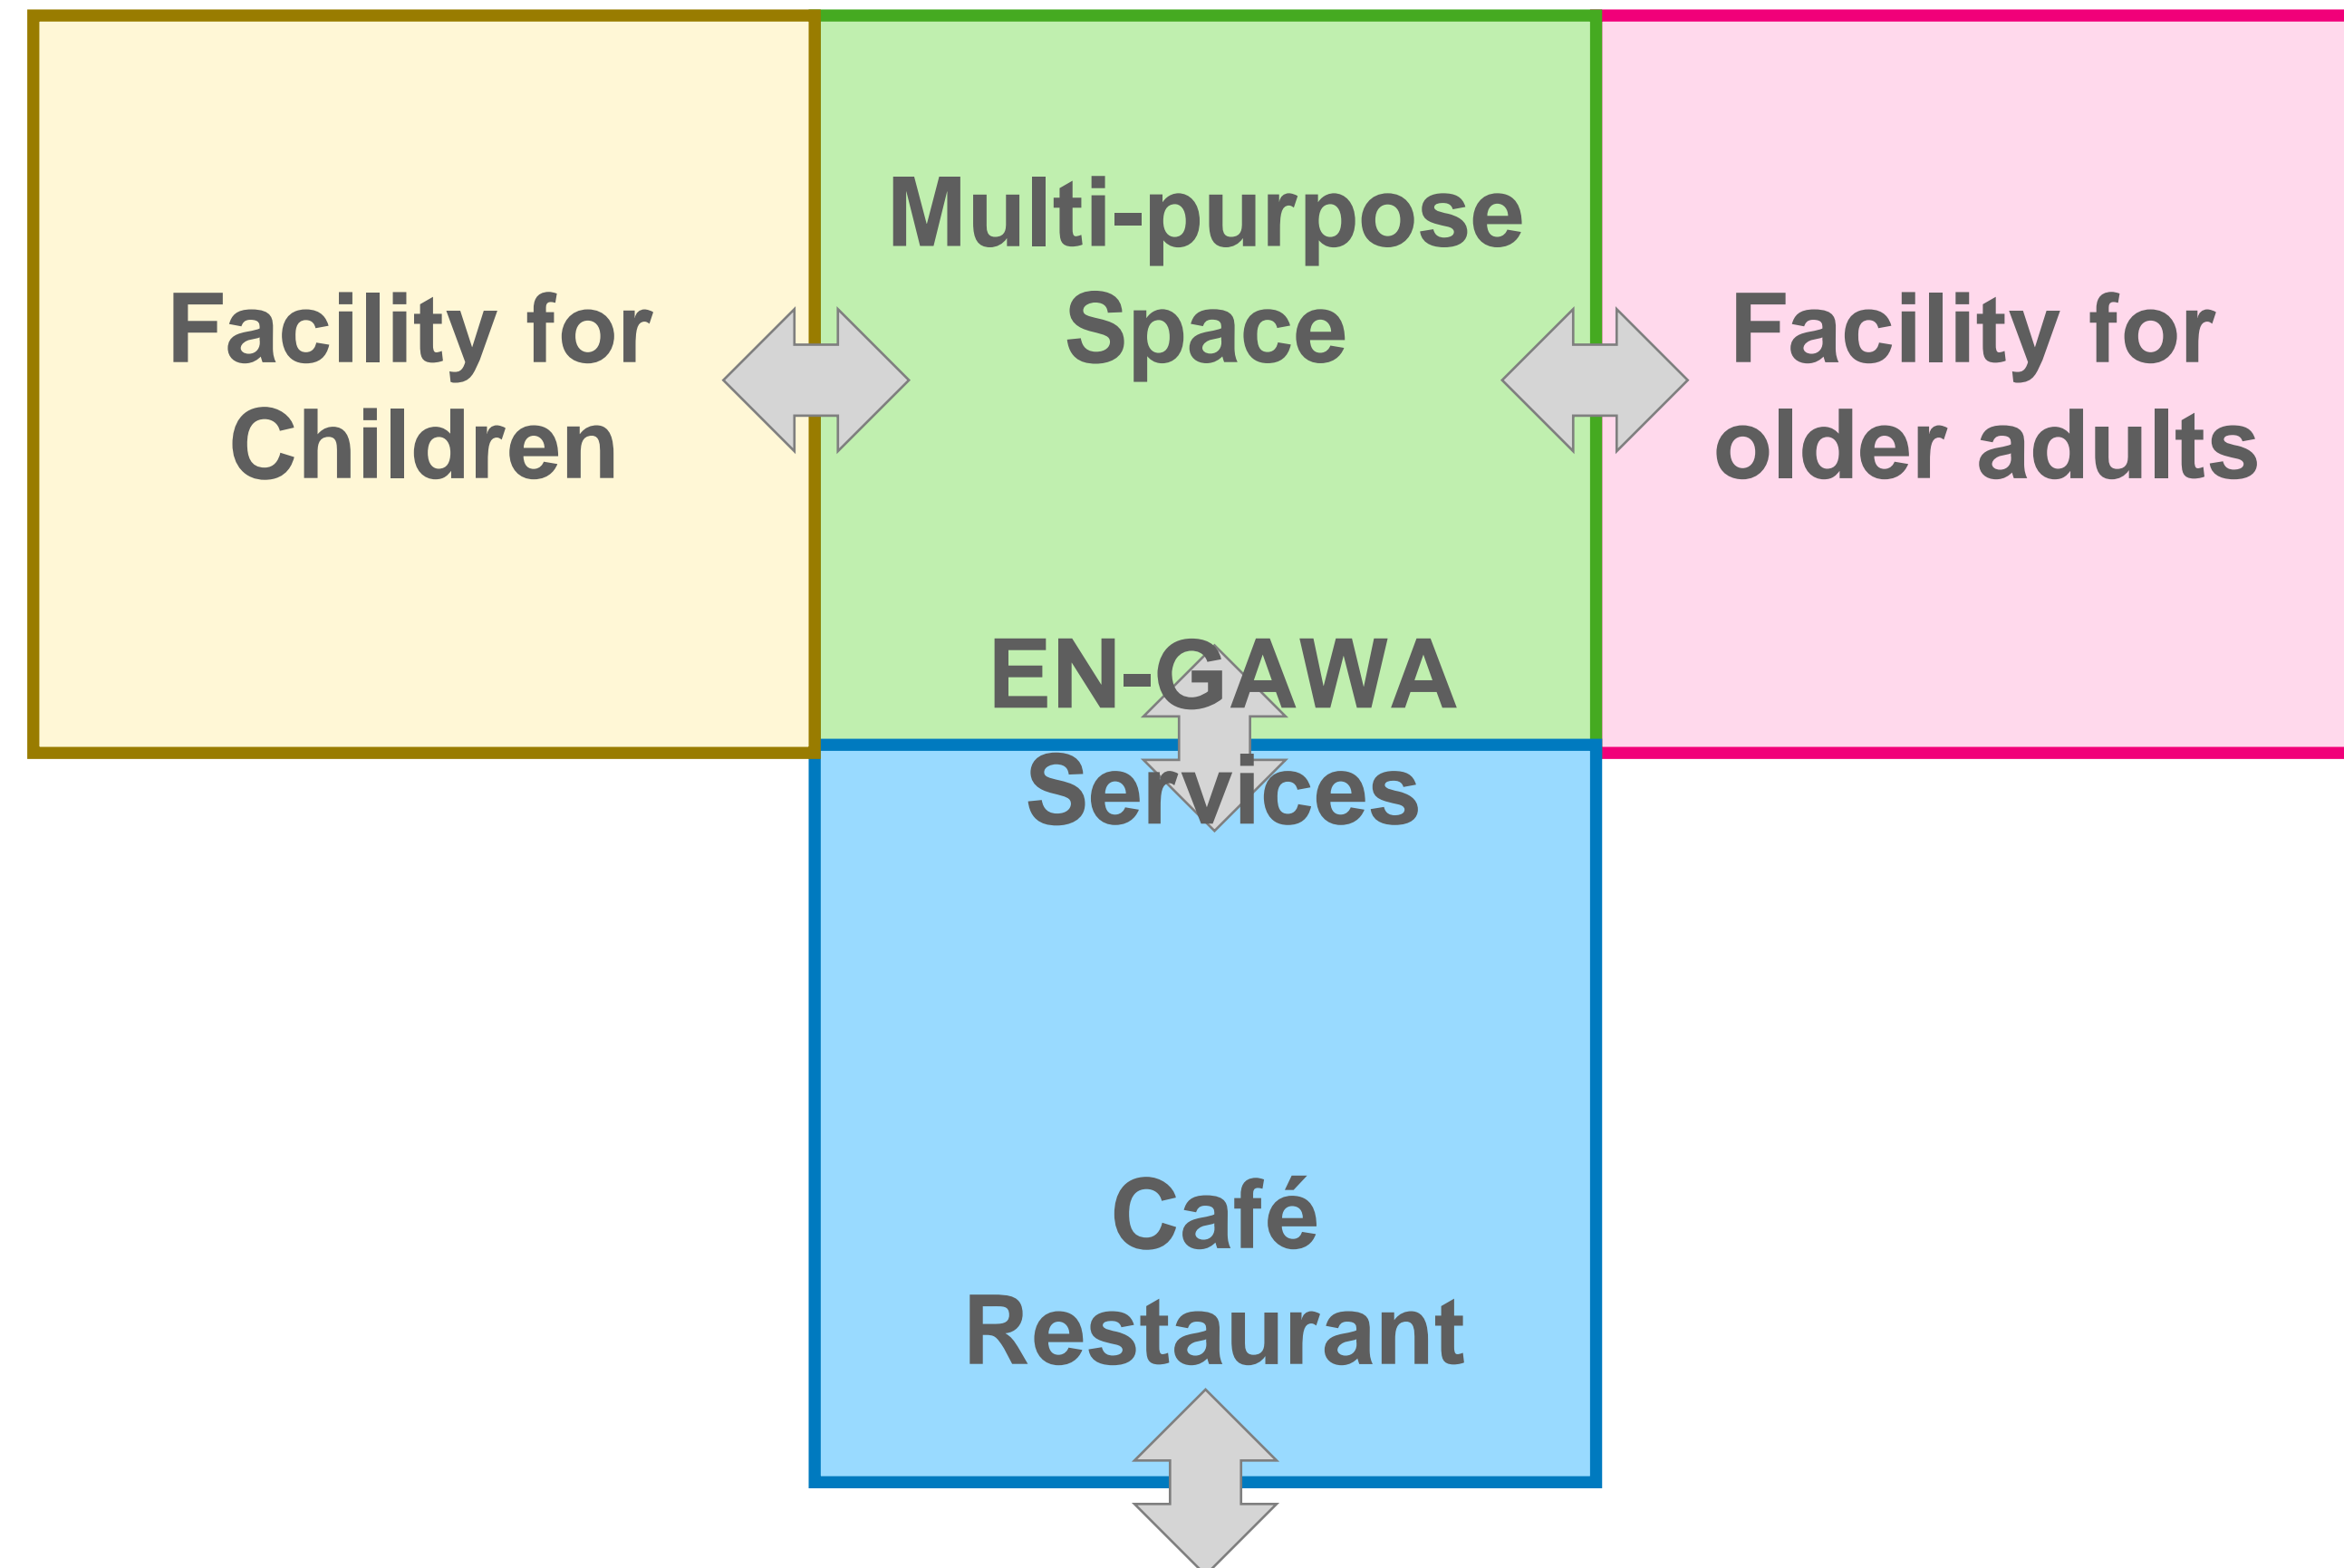 Facility for
Children
Multi-purpose
Space
Facility for
older adults
EN-GAWA
Services
Café
Restaurant